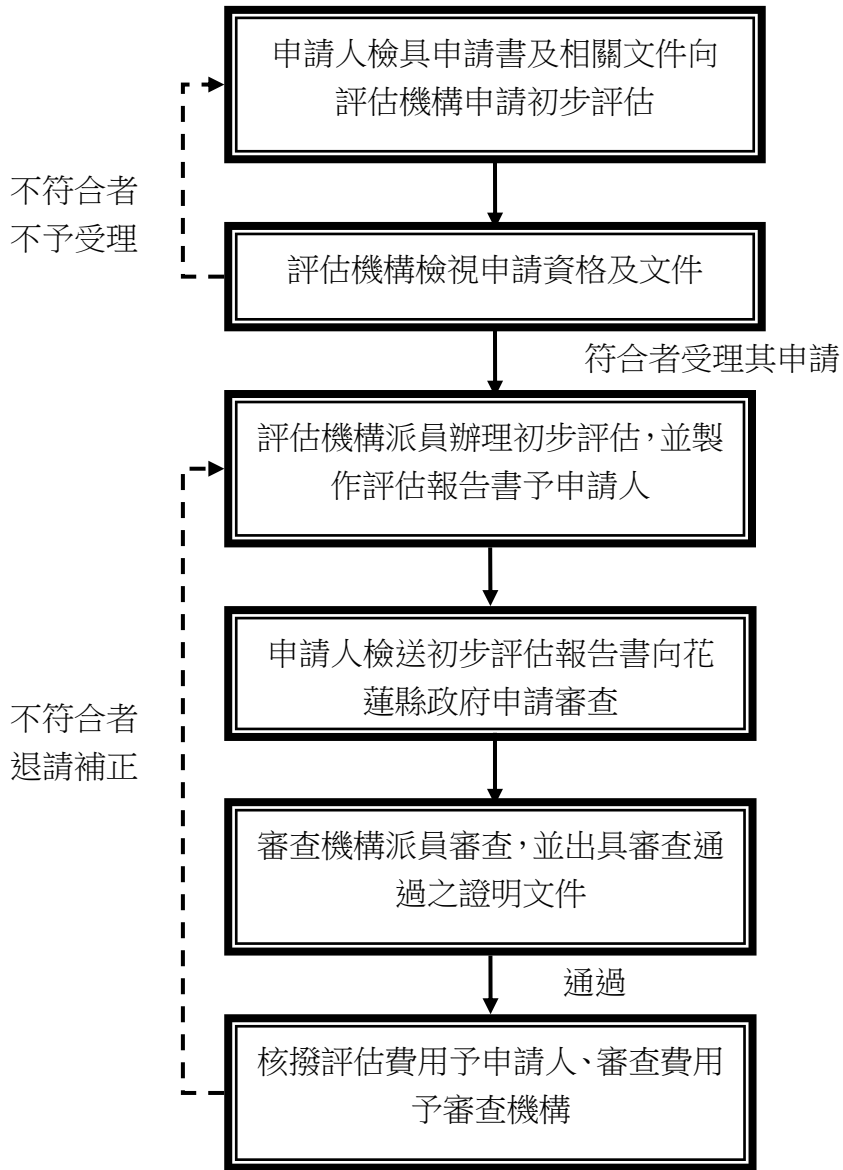 申請人檢具申請書及相關文件向
評估機構申請初步評估
不符合者
不予受理
評估機構檢視申請資格及文件
符合者受理其申請
評估機構派員辦理初步評估，並製
作評估報告書予申請人
申請人檢送初步評估報告書向花
蓮縣政府申請審查
不符合者
退請補正
審查機構派員審查，並出具審查通
過之證明文件
通過
核撥評估費用予申請人、審查費用
予審查機構